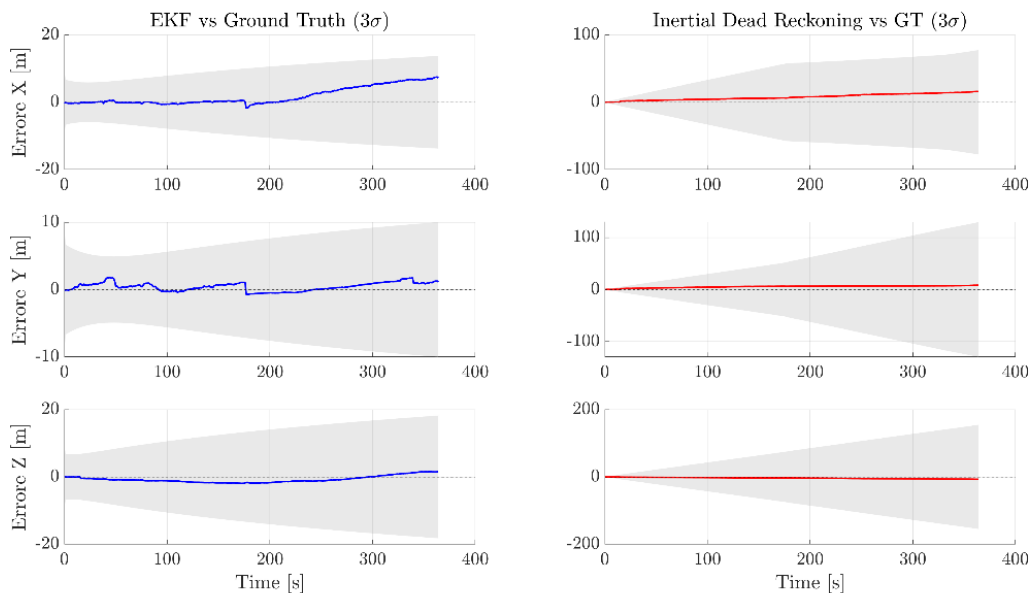 EKF vs Ground Truth (3σ)
Errore X [m]
20
0
-20
0 100 200 300 400
Errore Y [m]
10
0
-10
0 100 200 300 400
Errore Z [m]
20
0
-20
0 100 200 300 400
Time [s]
Inertial Dead Reckoning vs GT (3σ)
100
0
-100
0 100 200 300 400
100
0
-100
0 100 200 300 400
200
0
-200
0 100 200 300 400
Time [s]